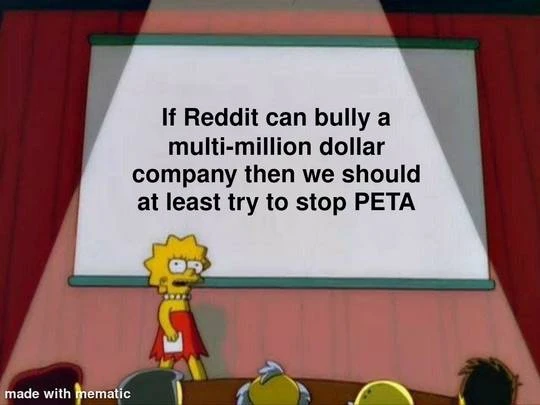 If Reddit can bully a
multi-million dollar
company then we should
at least try to stop PETA
made with mematic